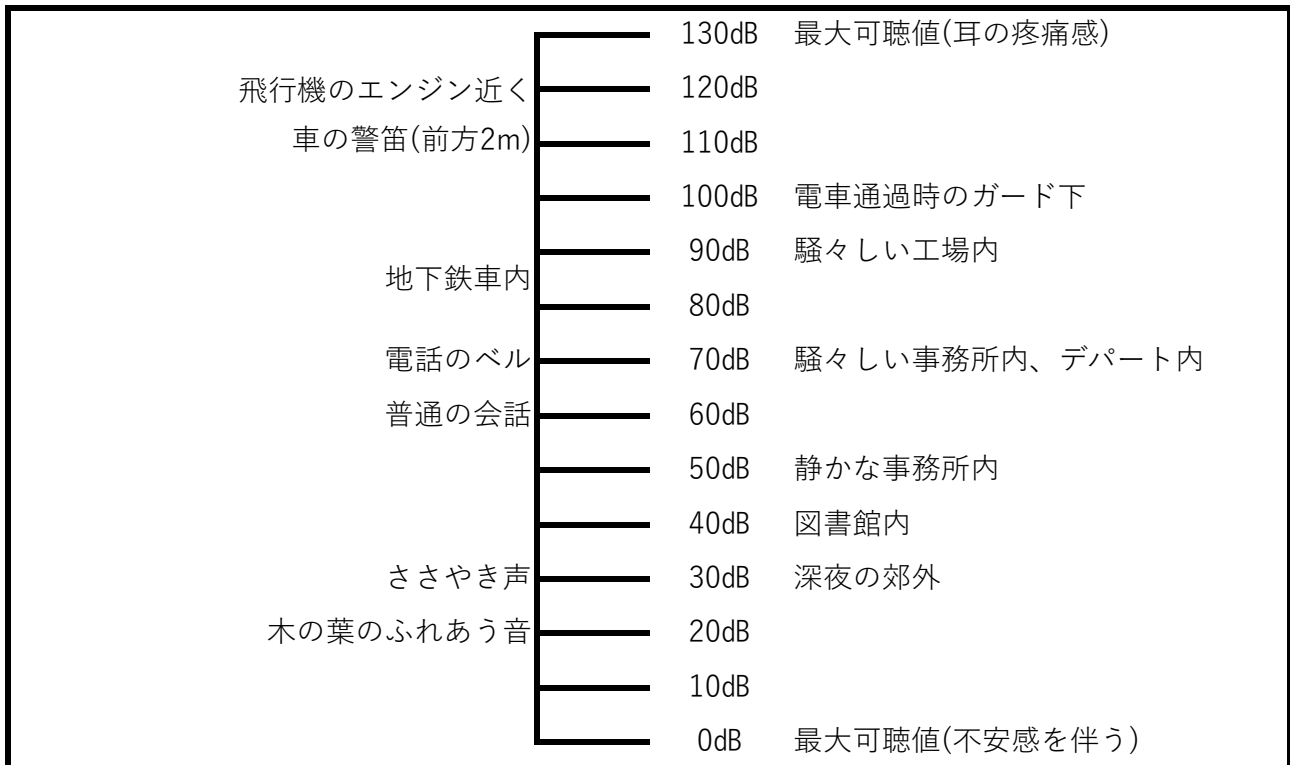 130dB 最大可聴値(耳の疼痛感)
飛行機のエンジン近く 120dB
車の警笛(前方2m) 110dB
100dB 電車通過時のガード下
90dB 騒々しい工場内
地下鉄車内
80dB
電話のベル 70dB 騒々しい事務所内、デパート内
普通の会話 60dB
50dB 静かな事務所内
40dB 図書館内
ささやき声 30dB 深夜の郊外
木の葉のふれあう音 20dB
10dB
0dB 最大可聴値(不安感を伴う)